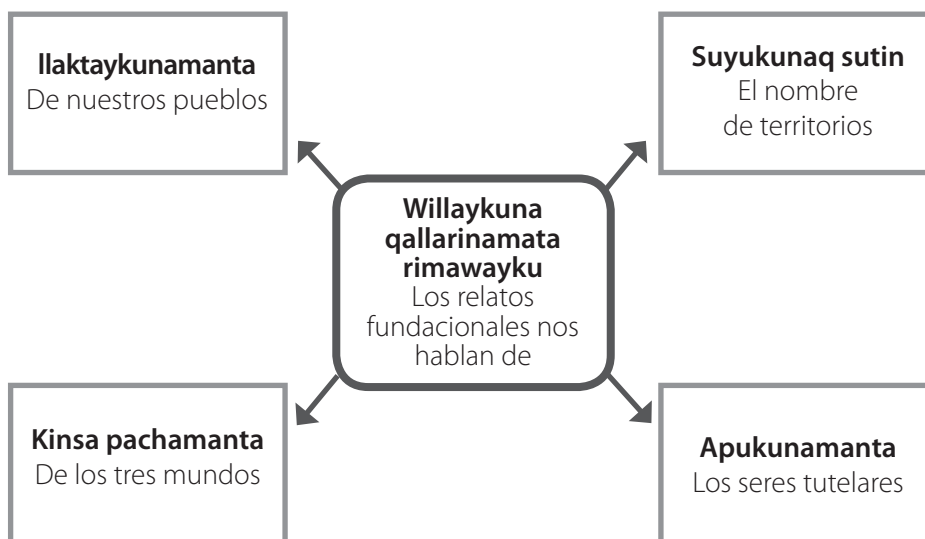 llaktaykunamanta
De nuestros pueblos
Suyukunaq sutin
El nombre
de territorios
Willaykuna
qallarinamata
rimawayku
Los relatos
fundacionales nos
hablan de
Kinsa pachamanta
De los tres mundos
Apukunamanta
Los seres tutelares